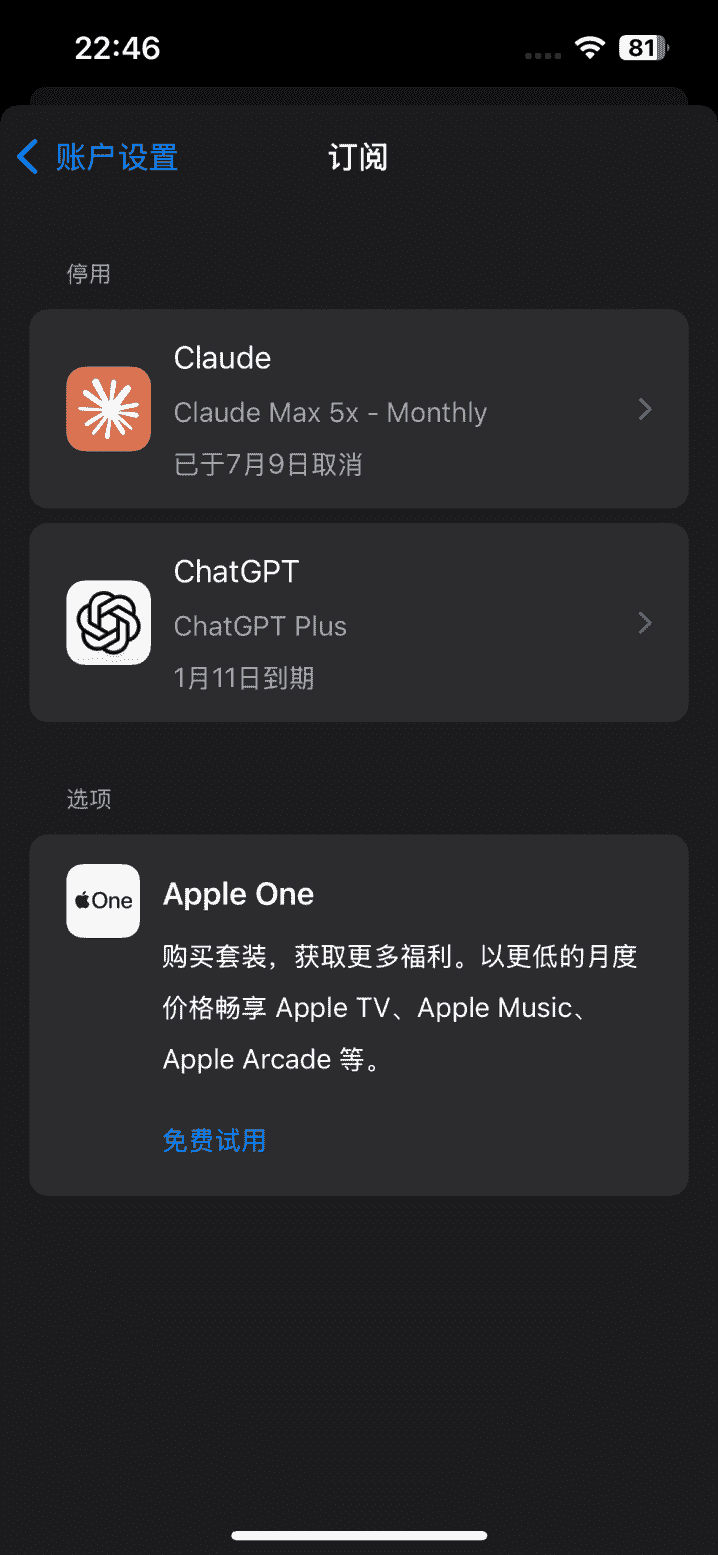 22:46
81
账户设置
订阅
停用
Claude
Claude Max 5x - Monthly
已于7月9日取消
ChatGPT
ChatGPT Plus
1月11日到期
选项
One
Apple One
购买套装，获取更多福利。以更低的月度
价格畅享 Apple TV、Apple Music、
Apple Arcade 等。
免费试用